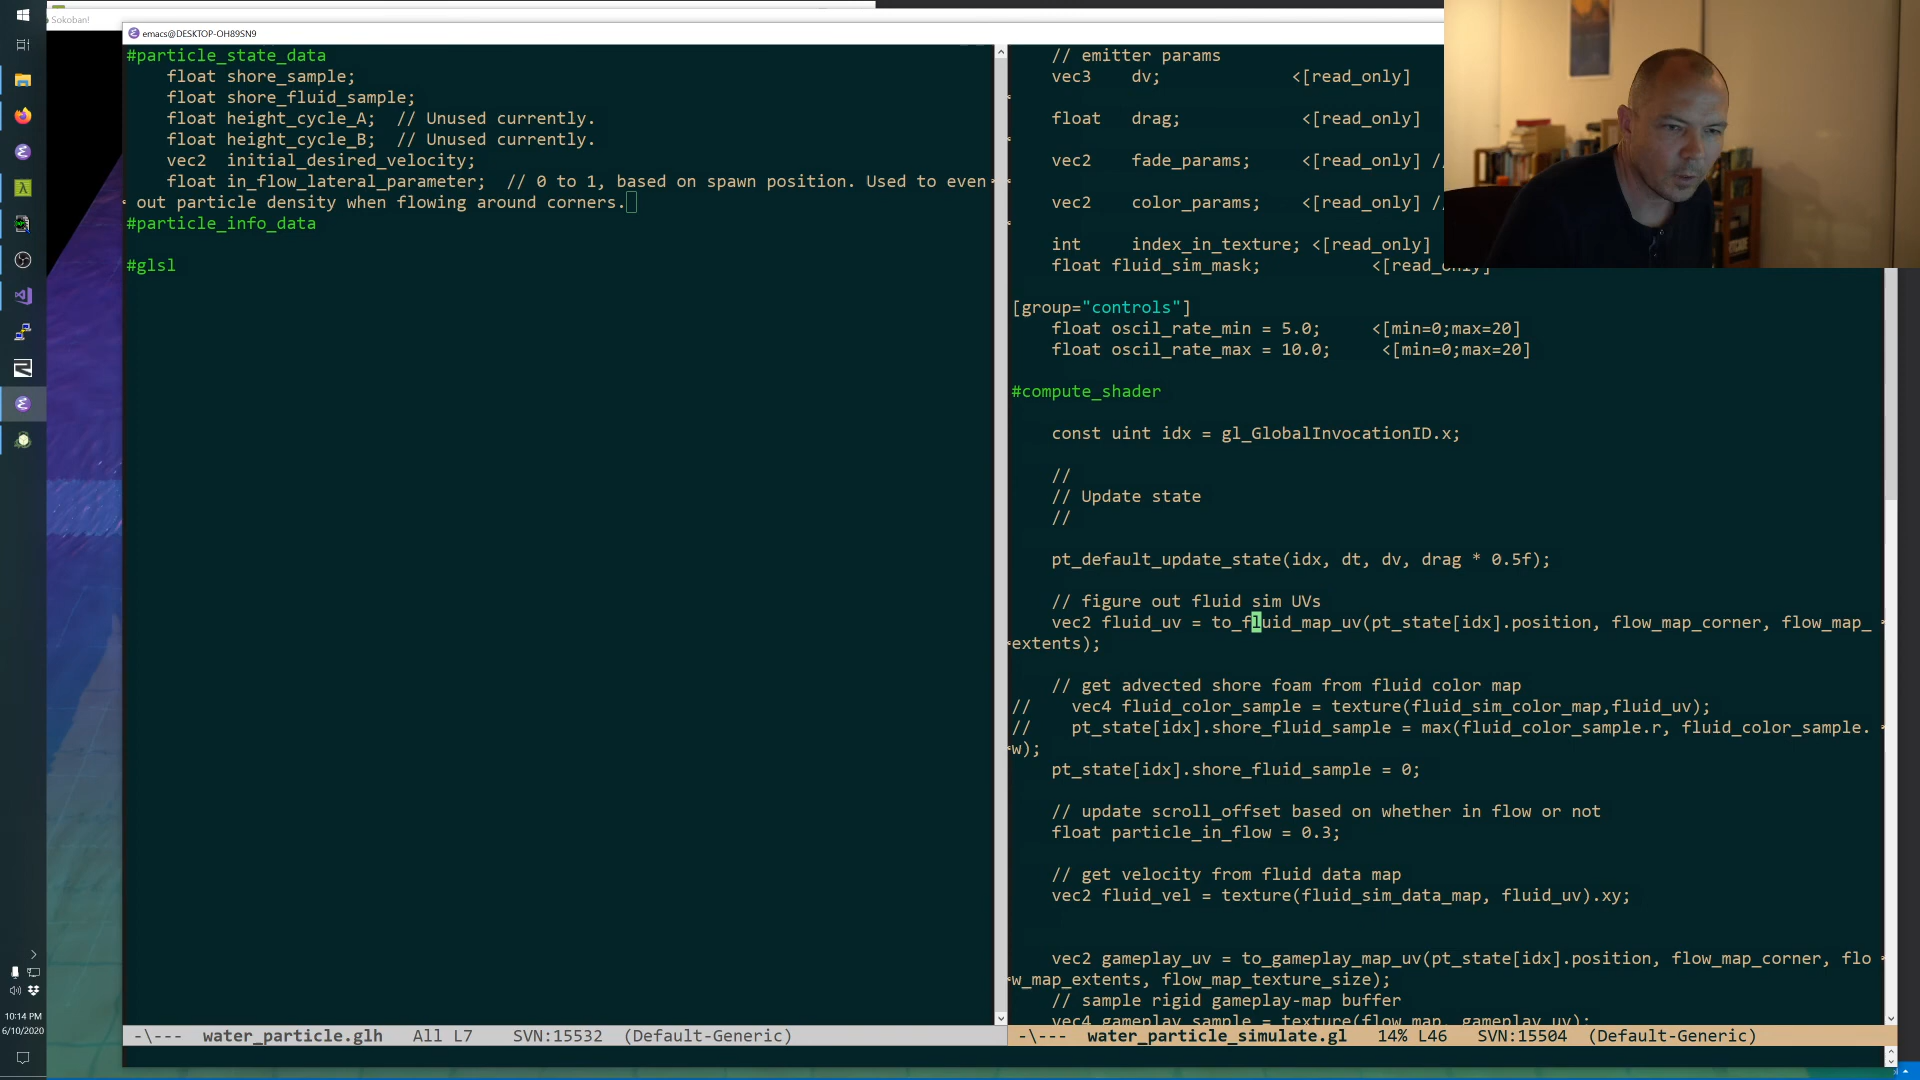 Sokoban!
emacs@DESKTOP-OH89SN9
#particle_state_data
float shore_sample;
float shore_fluid_sample;
float height_cycle_A;  // Unused currently.
float height_cycle_B;  // Unused currently.
vec2  initial_desired_velocity;
float in_flow_lateral_parameter;  // 0 to 1, based on spawn position. Used to even
out particle density when flowing around corners.
#particle_info_data
#glsl
-\---  water_particle.glh   All L7    SVN:15532  (Default-Generic)
// emitter params
vec3    dv;             <[read_only]
float   drag;            <[read_only]
vec2    fade_params;     <[read_only] //
vec2    color_params;    <[read_only] //
int     index_in_texture; <[read_only]
float fluid_sim_mask;           <[read_only]
[group="controls"]
float oscil_rate_min = 5.0;     <[min=0;max=20]
float oscil_rate_max = 10.0;     <[min=0;max=20]
#compute_shader
const uint idx = gl_GlobalInvocationID.x;
//
// Update state
//
pt_default_update_state(idx, dt, dv, drag * 0.5f);
// figure out fluid sim UVs
vec2 fluid_uv = to_fluid_map_uv(pt_state[idx].position, flow_map_corner, flow_map_
extents);
// get advected shore foam from fluid color map
//    vec4 fluid_color_sample = texture(fluid_sim_color_map,fluid_uv);
//    pt_state[idx].shore_fluid_sample = max(fluid_color_sample.r, fluid_color_sample.
w);
pt_state[idx].shore_fluid_sample = 0;
// update scroll_offset based on whether in flow or not
float particle_in_flow = 0.3;
// get velocity from fluid data map
vec2 fluid_vel = texture(fluid_sim_data_map, fluid_uv).xy;
vec2 gameplay_uv = to_gameplay_map_uv(pt_state[idx].position, flow_map_corner, flo
w_map_extents, flow_map_texture_size);
// sample rigid gameplay-map buffer
vec4 gameplay_sample = texture(flow_map, gameplay_uv);
-\---  water_particle_simulate.gl   14% L46   SVN:15504  (Default-Generic)
10:14 PM
6/10/2020